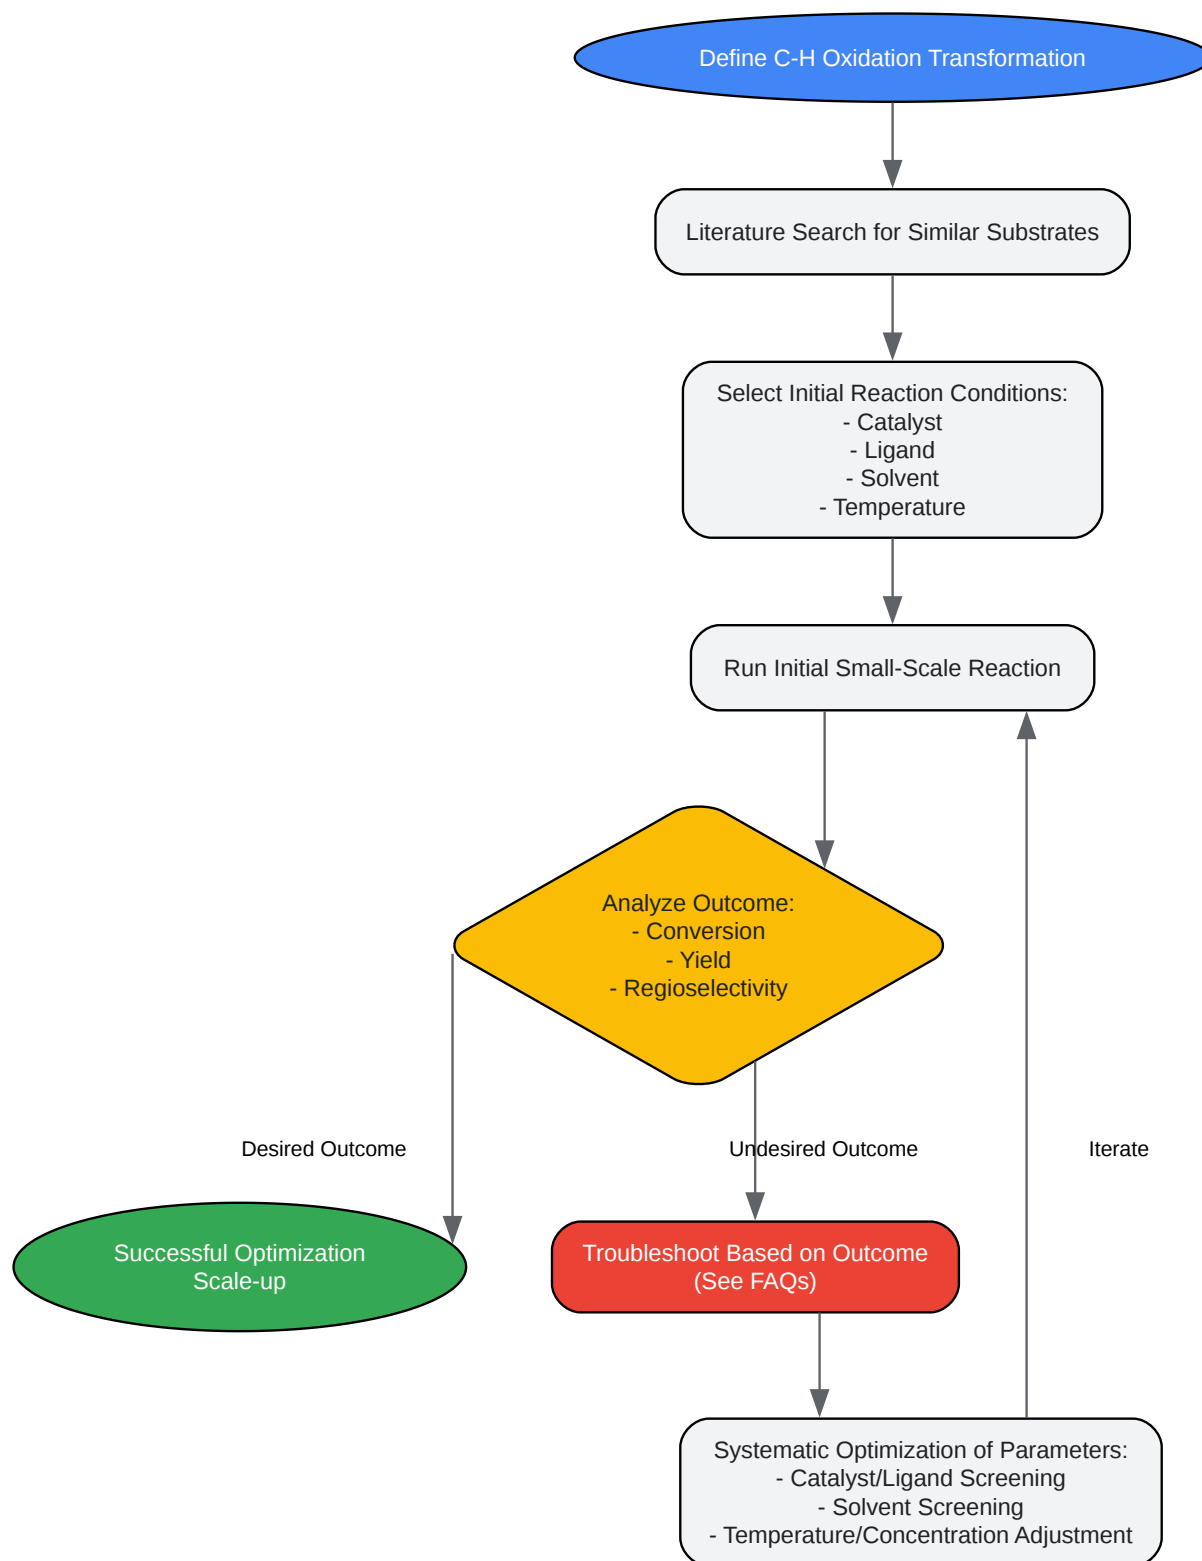 Define C-H Oxidation Transformation
Literature Search for Similar Substrates
Select Initial Reaction Conditions:
- Catalyst
- Ligand
- Solvent
- Temperature
Run Initial Small-Scale Reaction
Analyze Outcome:
- Conversion
- Yield
- Regioselectivity
Desired Outcome
Undesired Outcome
Iterate
Successful Optimization
Scale-up
Troubleshoot Based on Outcome
(See FAQs)
Systematic Optimization of Parameters:
- Catalyst/Ligand Screening
- Solvent Screening
- Temperature/Concentration Adjustment